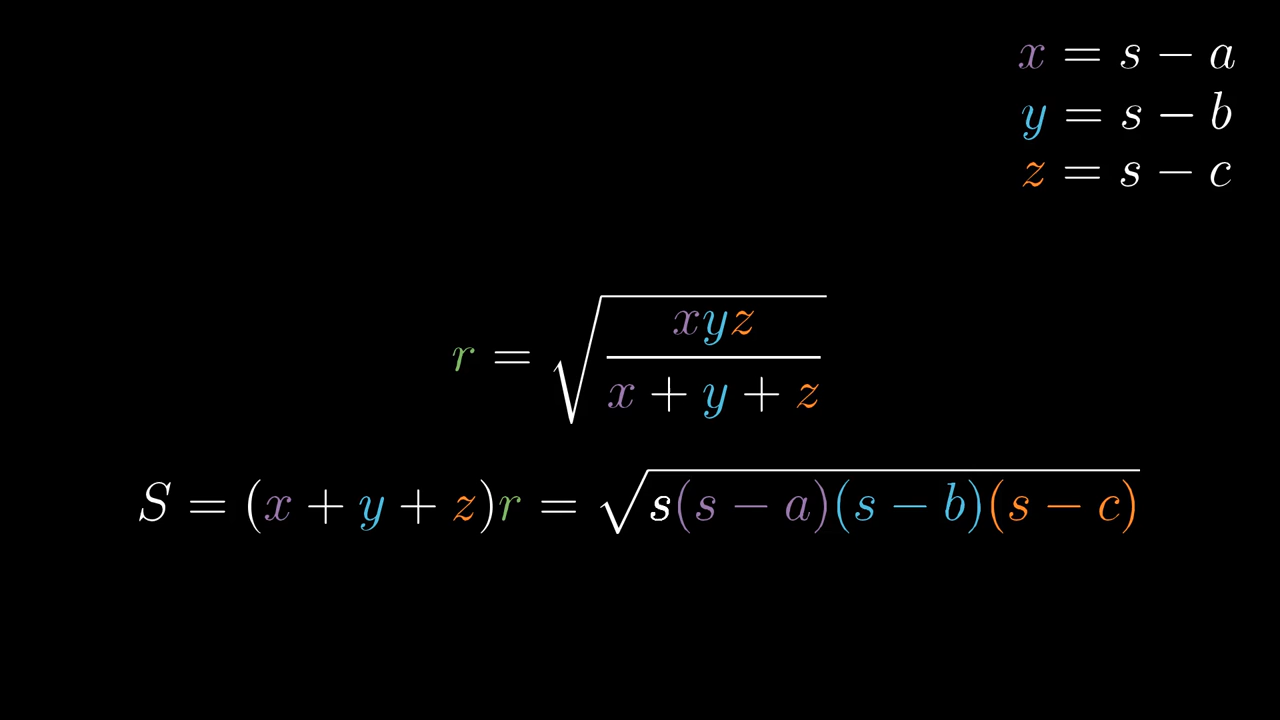 x = s − a
y = s − b
z = s − c
r = √(xyz / (x + y + z))
S = (x + y + z)r = √(s(s − a)(s − b)(s − c))